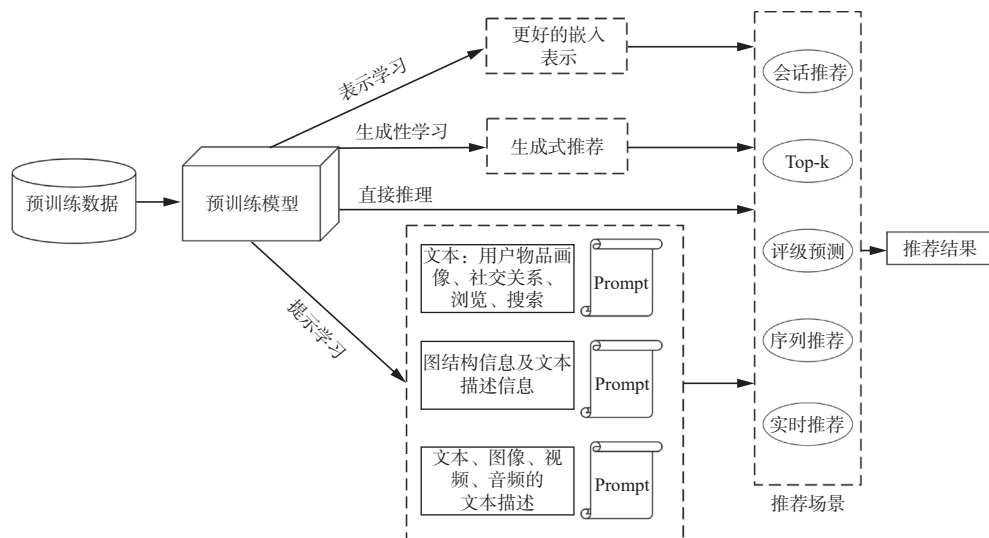 更好的嵌入
表示
表示学习
会话推荐
生成性学习
生成式推荐
Top-k
预训练数据
预训练模型
直接推理
文本：用户物品画
像、社交关系、
浏览、搜索
Prompt
评级预测
推荐结果
提示学习
图结构信息及文本
描述信息
Prompt
序列推荐
实时推荐
文本、图像、视
频、音频的
文本描述
Prompt
推荐场景